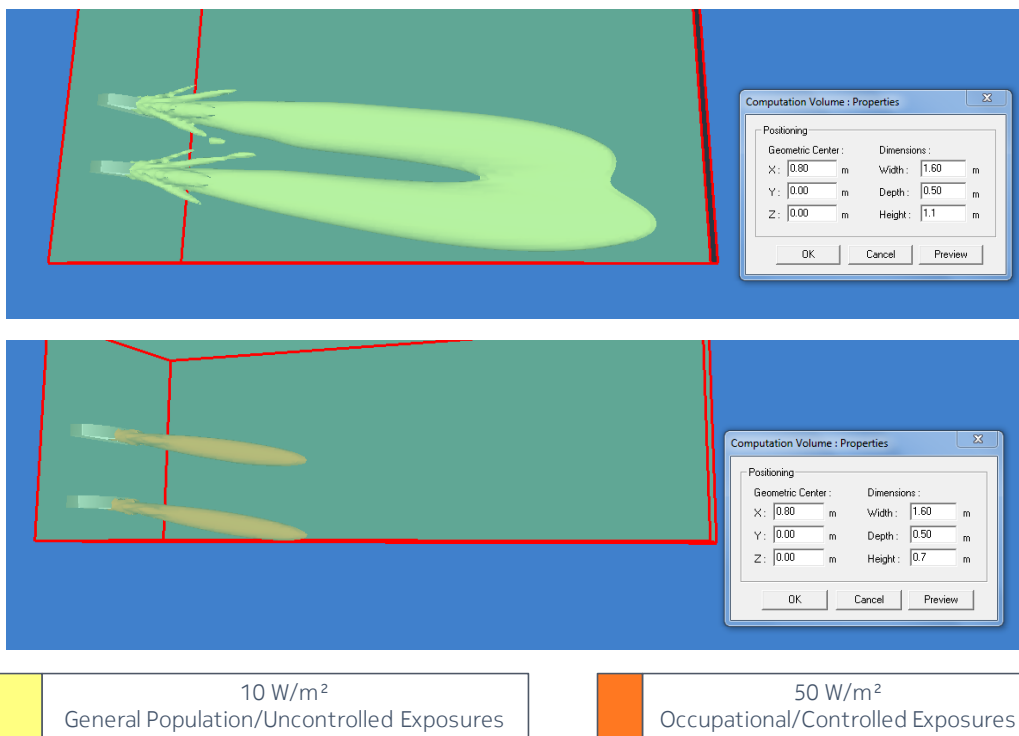 Computation Volume : Properties
Positioning
Geometric Center : Dimensions :
X : 0.80 m Width : 1.60 m
Y : 0.00 m Depth : 0.50 m
Z : 0.00 m Height : 1.1 m
OK Cancel Preview
Computation Volume : Properties
Positioning
Geometric Center : Dimensions :
X : 0.80 m Width : 1.60 m
Y : 0.00 m Depth : 0.50 m
Z : 0.00 m Height : 0.7 m
OK Cancel Preview
10 W/m²
General Population/Uncontrolled Exposures
50 W/m²
Occupational/Controlled Exposures